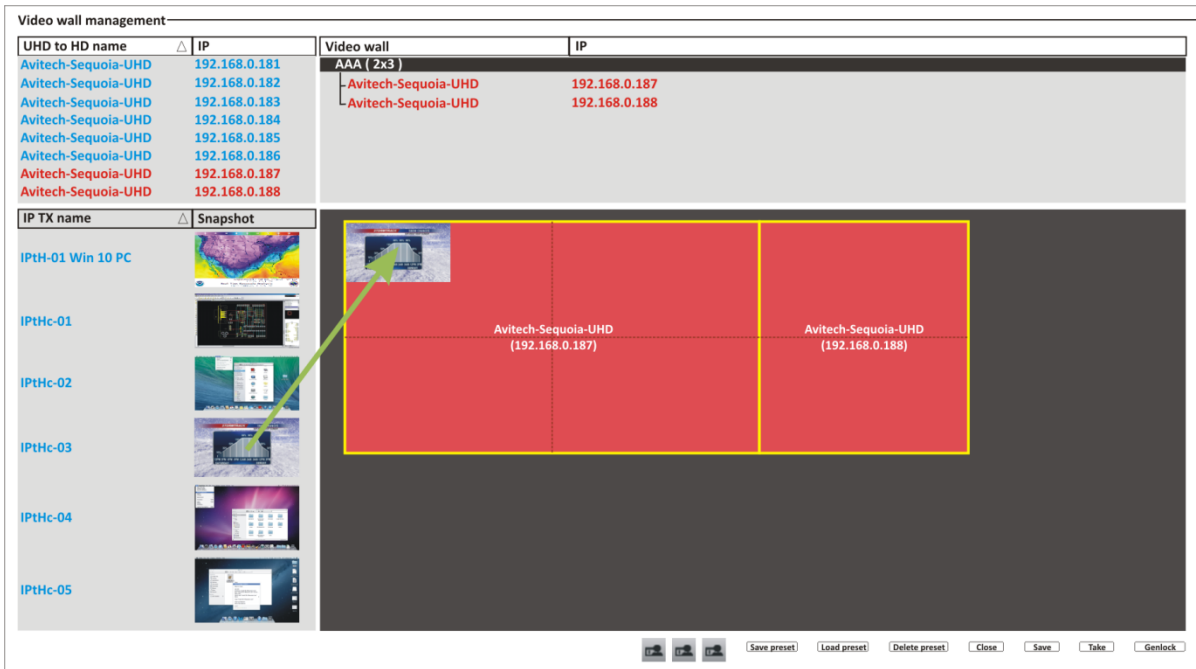 Video wall management
UHD to HD name △ IP
Avitech-Sequoia-UHD 192.168.0.181
Avitech-Sequoia-UHD 192.168.0.182
Avitech-Sequoia-UHD 192.168.0.183
Avitech-Sequoia-UHD 192.168.0.184
Avitech-Sequoia-UHD 192.168.0.185
Avitech-Sequoia-UHD 192.168.0.186
Avitech-Sequoia-UHD 192.168.0.187
Avitech-Sequoia-UHD 192.168.0.188
Video wall IP
AAA ( 2x3 )
Avitech-Sequoia-UHD 192.168.0.187
Avitech-Sequoia-UHD 192.168.0.188
IP TX name △ Snapshot
IPtH-01 Win 10 PC
IPtHc-01
IPtHc-02
IPtHc-03
IPtHc-04
IPtHc-05
Avitech-Sequoia-UHD
(192.168.0.187)
Avitech-Sequoia-UHD
(192.168.0.188)
Save preset Load preset Delete preset Close Save Take Genlock